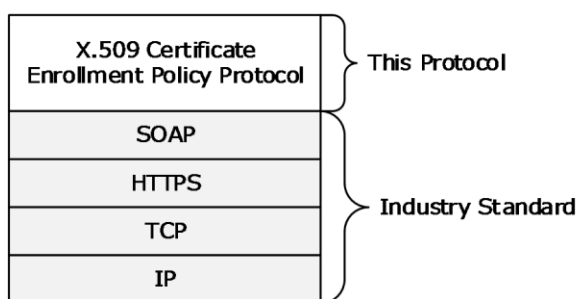 X.509 Certificate
Enrollment Policy Protocol
This Protocol
SOAP
HTTPS
TCP
IP
Industry Standard